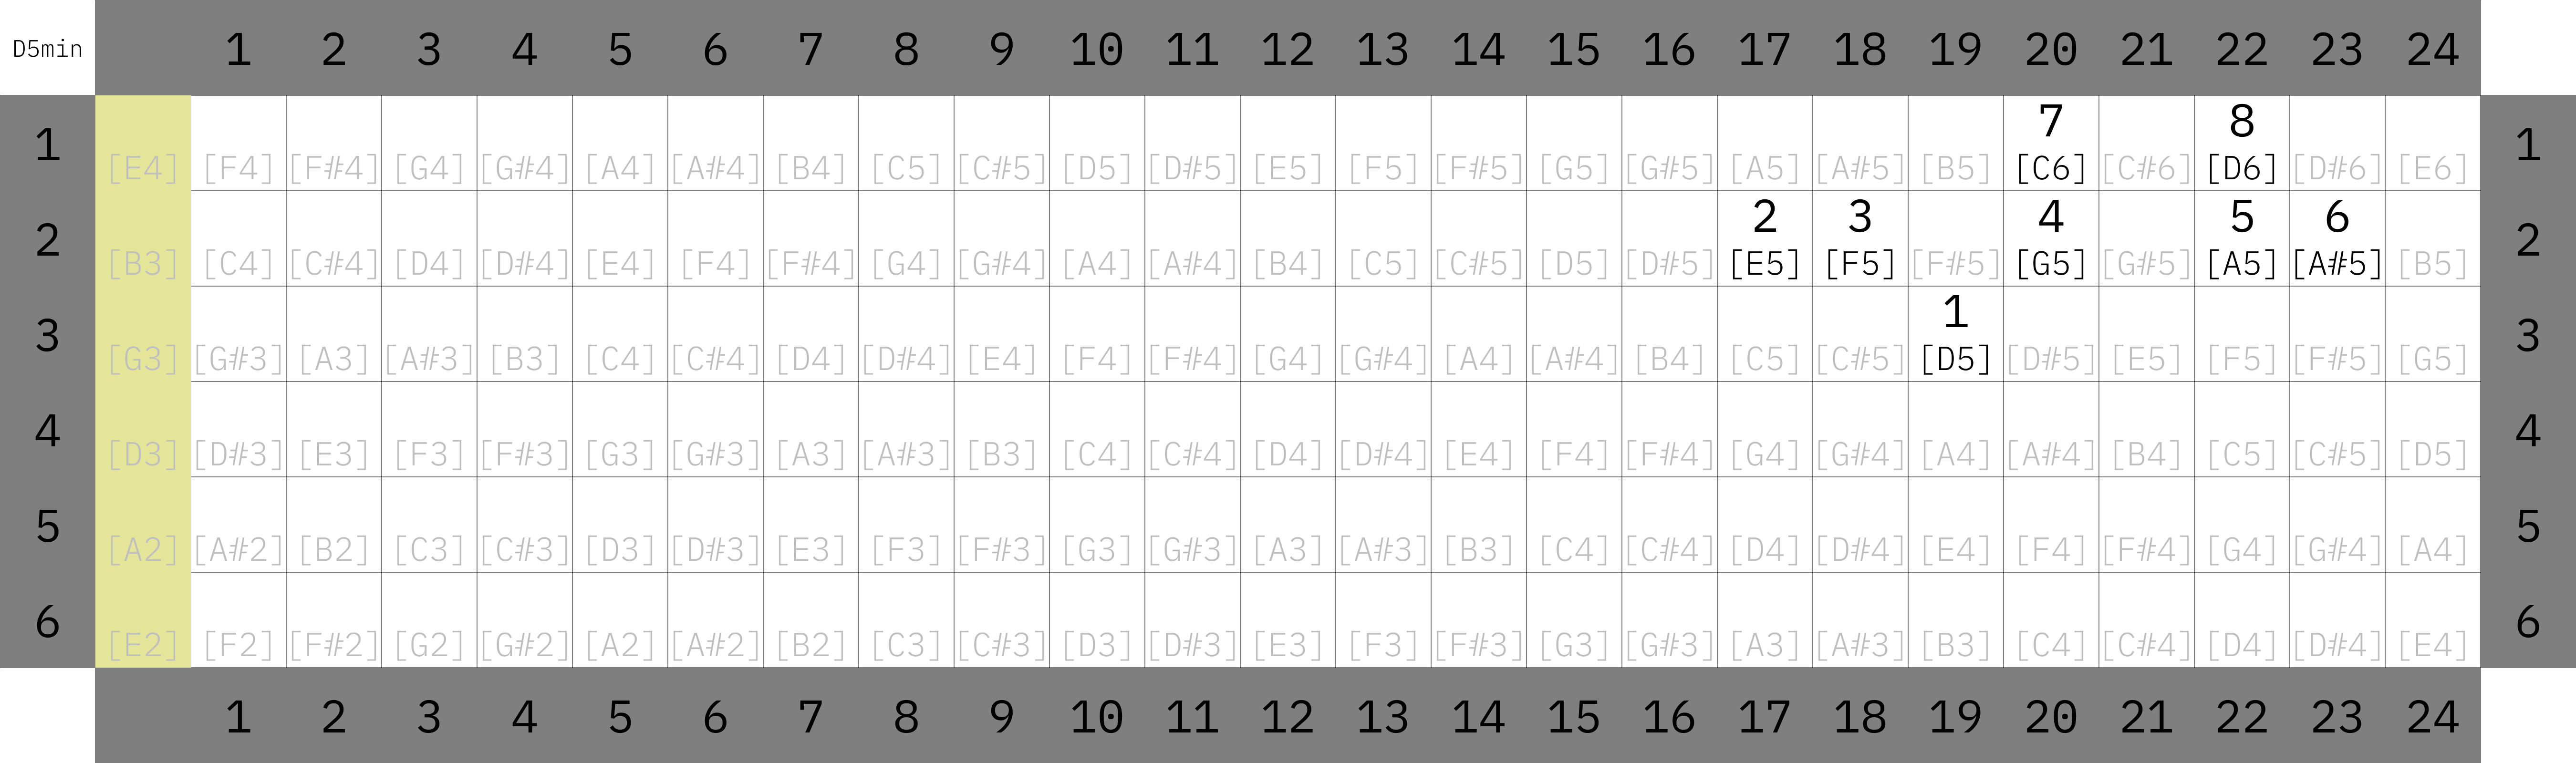 D5min 1 2 3 4 5 6 7 8 9 10 11 12 13 14 15 16 17 18 19 20 21 22 23 24
7 8
1 [E4] [F4] [F#4] [G4] [G#4] [A4] [A#4] [B4] [C5] [C#5] [D5] [D#5] [E5] [F5] [F#5] [G5] [G#5] [A5] [A#5] [B5] [C6] [C#6] [D6] [D#6] [E6] 1
2 3 4 5 6
2 [B3] [C4] [C#4] [D4] [D#4] [E4] [F4] [F#4] [G4] [G#4] [A4] [A#4] [B4] [C5] [C#5] [D5] [D#5] [E5] [F5] [F#5] [G5] [G#5] [A5] [A#5] [B5] 2
1
3 [G3] [G#3] [A3] [A#3] [B3] [C4] [C#4] [D4] [D#4] [E4] [F4] [F#4] [G4] [G#4] [A4] [A#4] [B4] [C5] [C#5] [D5] [D#5] [E5] [F5] [F#5] [G5] 3
4 [D3] [D#3] [E3] [F3] [F#3] [G3] [G#3] [A3] [A#3] [B3] [C4] [C#4] [D4] [D#4] [E4] [F4] [F#4] [G4] [G#4] [A4] [A#4] [B4] [C5] [C#5] [D5] 4
5 [A2] [A#2] [B2] [C3] [C#3] [D3] [D#3] [E3] [F3] [F#3] [G3] [G#3] [A3] [A#3] [B3] [C4] [C#4] [D4] [D#4] [E4] [F4] [F#4] [G4] [G#4] [A4] 5
6 [E2] [F2] [F#2] [G2] [G#2] [A2] [A#2] [B2] [C3] [C#3] [D3] [D#3] [E3] [F3] [F#3] [G3] [G#3] [A3] [A#3] [B3] [C4] [C#4] [D4] [D#4] [E4] 6
1 2 3 4 5 6 7 8 9 10 11 12 13 14 15 16 17 18 19 20 21 22 23 24